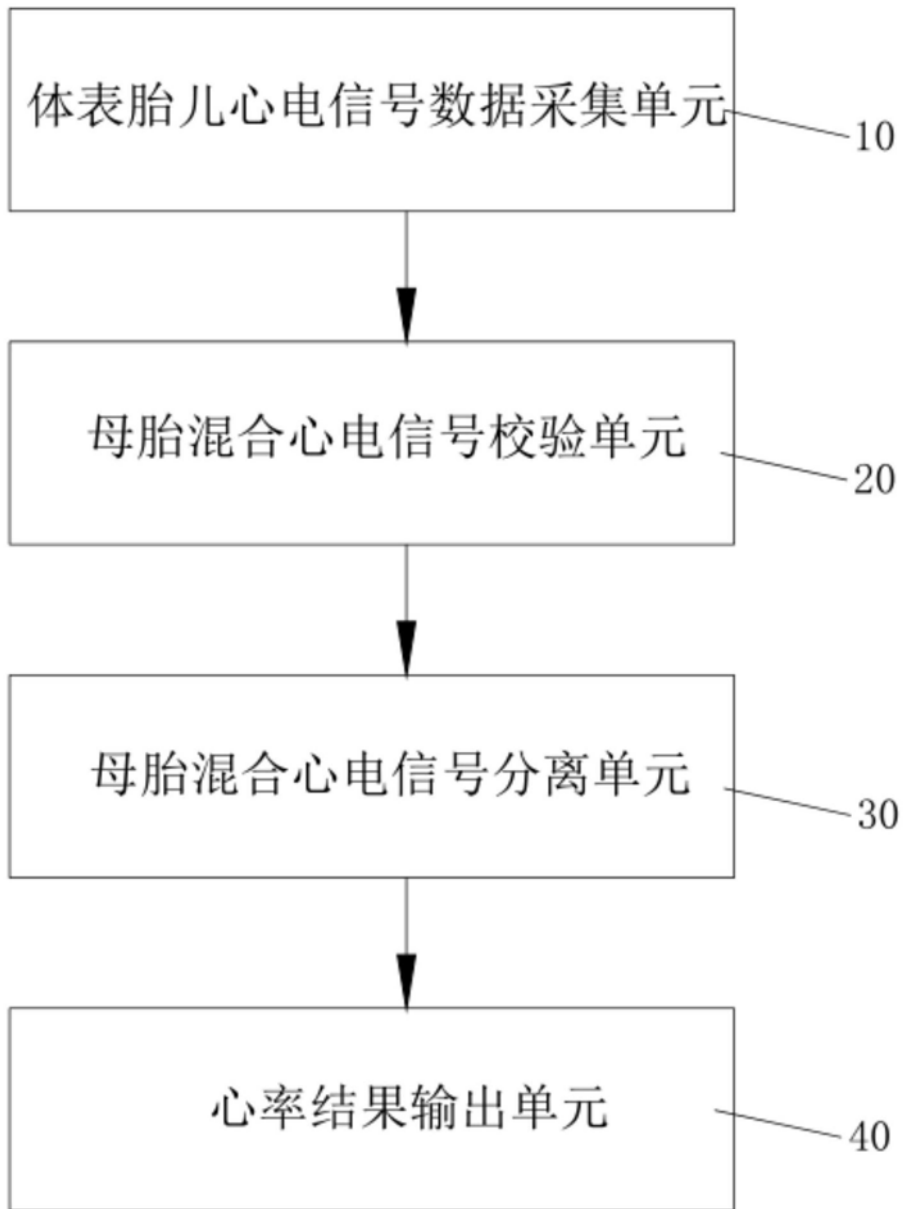 体表胎儿心电信号数据采集单元
10
母胎混合心电信号校验单元
20
母胎混合心电信号分离单元
30
心率结果输出单元
40